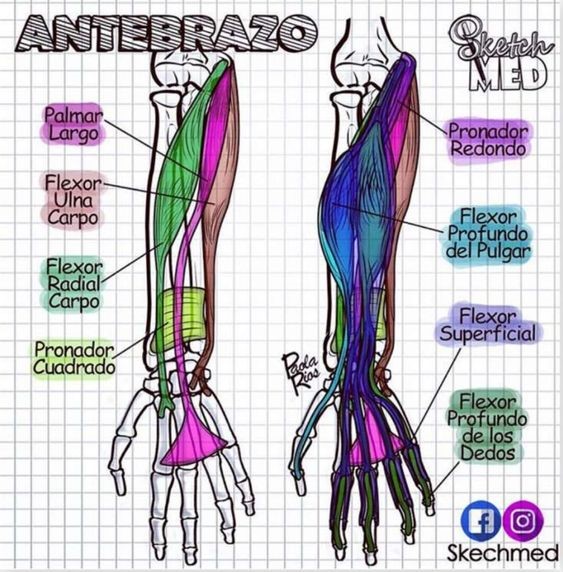 ANTEBRAZO
Sketch
MED
Palmar
Largo
Flexor
Ulna
Carpo
Flexor
Radial
Carpo
Pronador
Cuadrado
Pronador
Redondo
Flexor
Profundo
del Pulgar
Flexor
Superficial
Flexor
Profundo
de los
Dedos
Paola
Rios
Skechmed